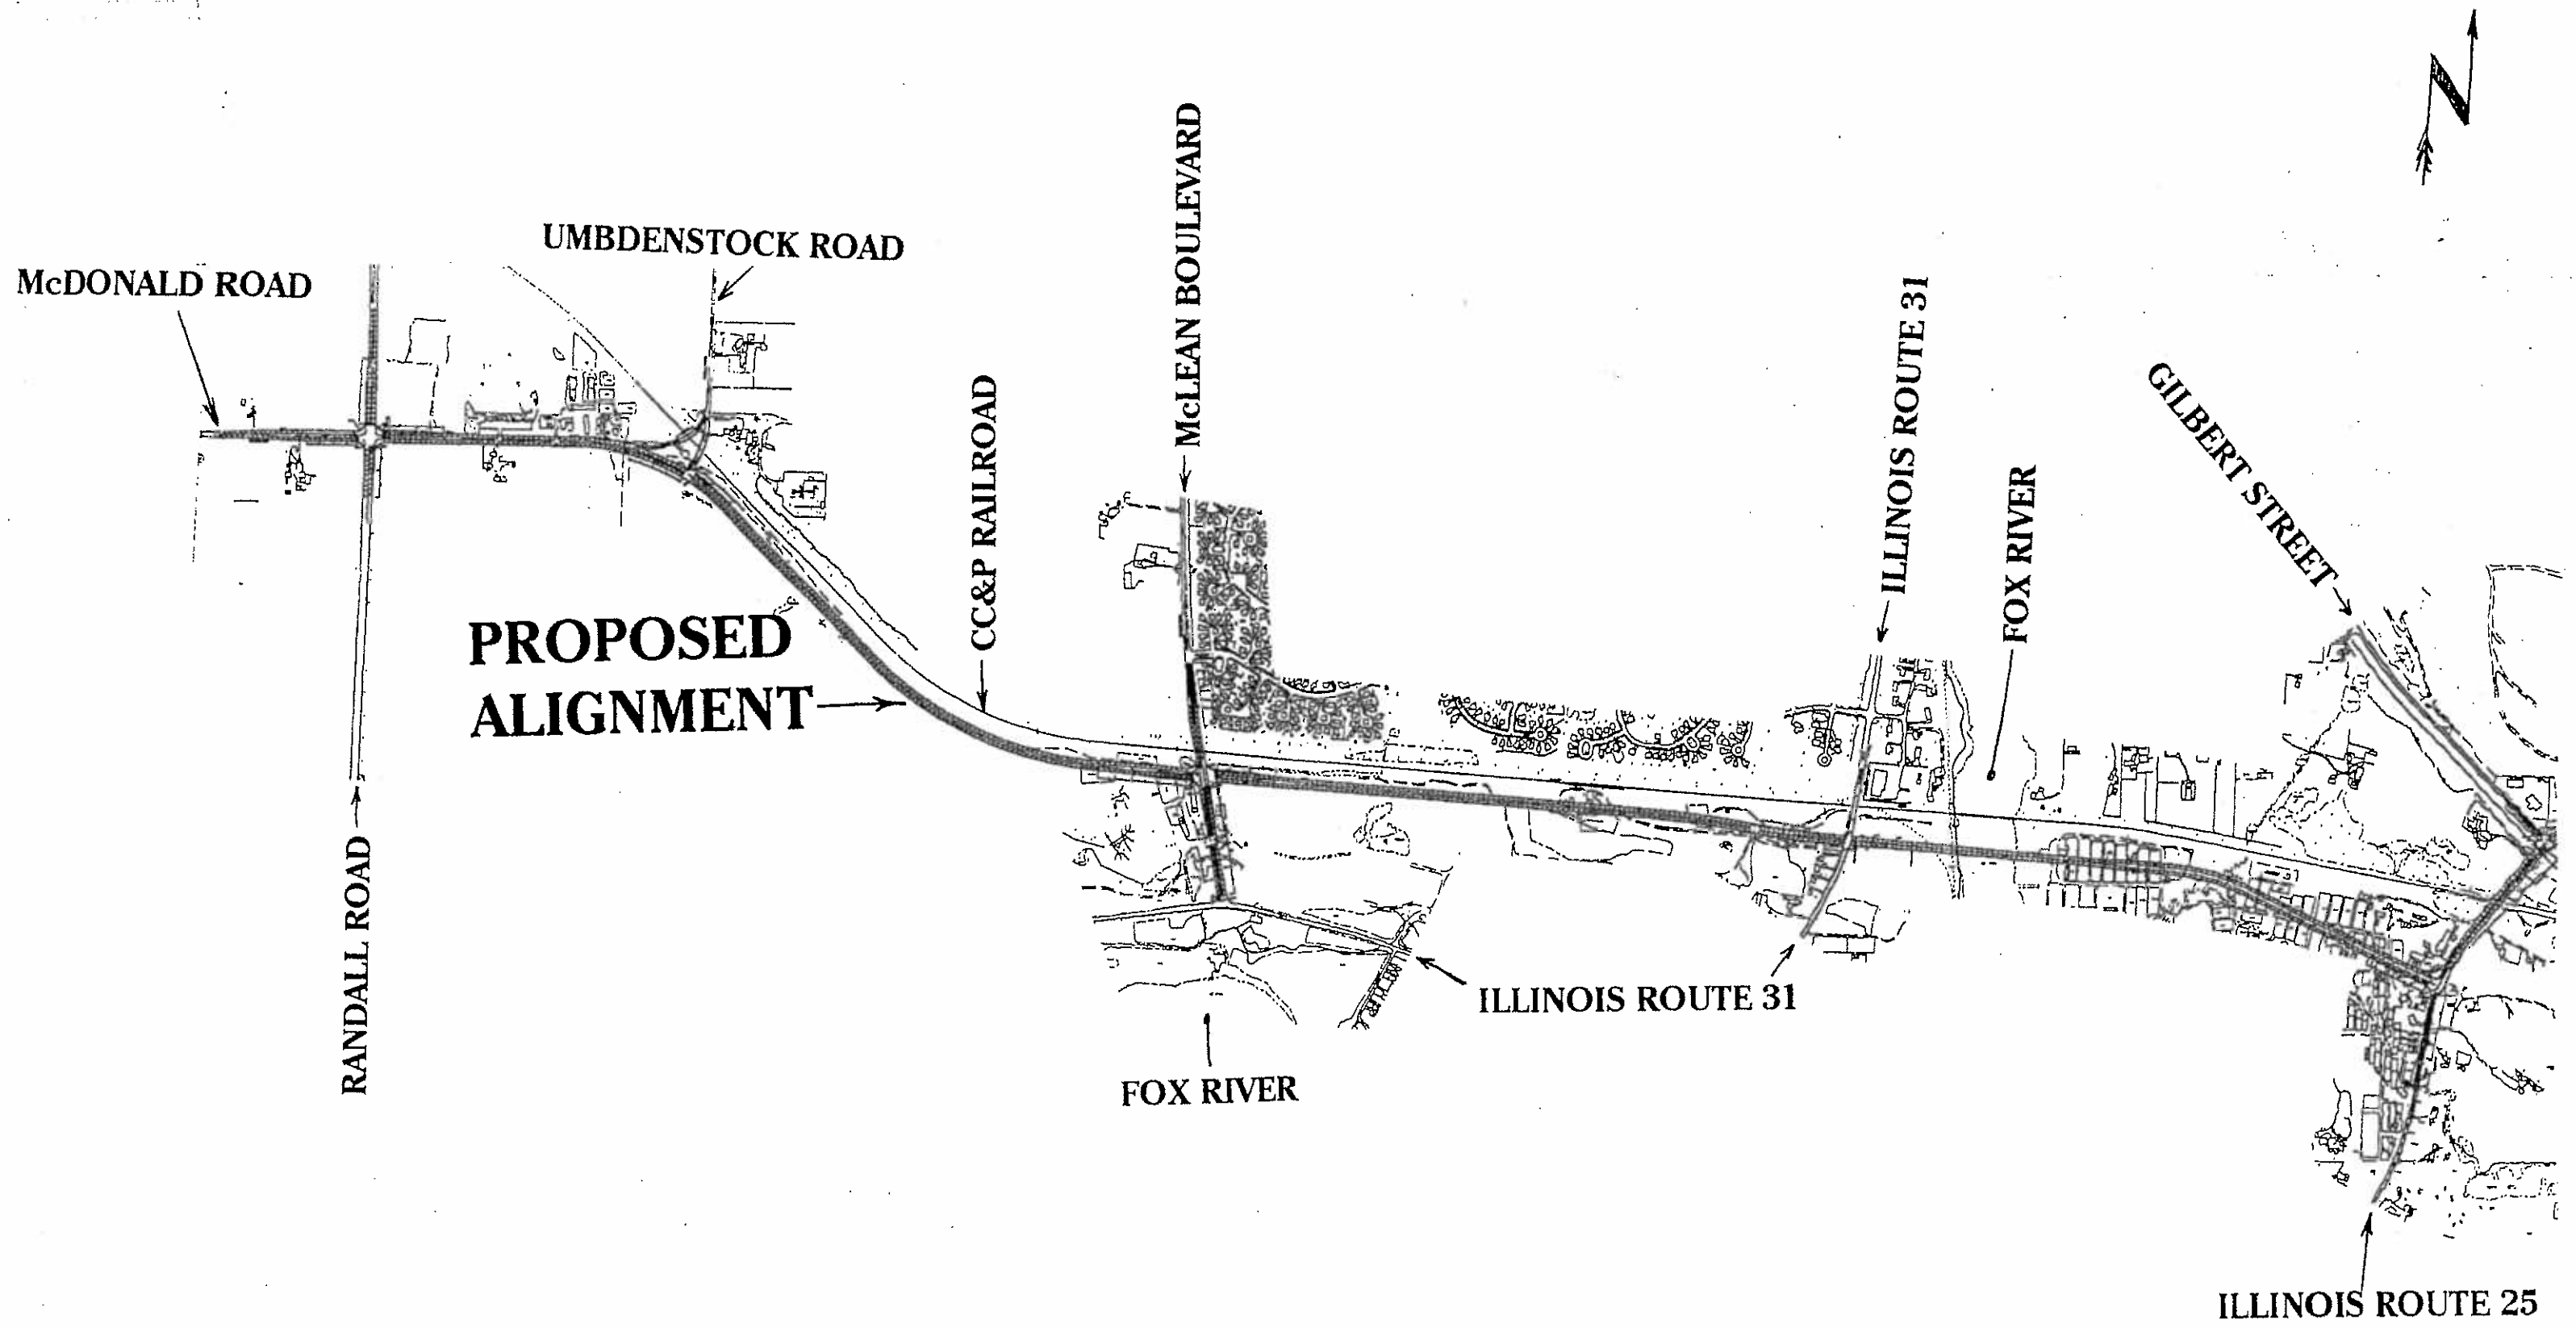 N
McLEAN BOULEVARD
UMBDENSTOCK ROAD
McDONALD ROAD
ILLINOIS ROUTE 31
GILBERT STREET
CC&P RAILROAD
FOX RIVER
PROPOSED
ALIGNMENT
RANDALL ROAD
ILLINOIS ROUTE 31
FOX RIVER
ILLINOIS ROUTE 25